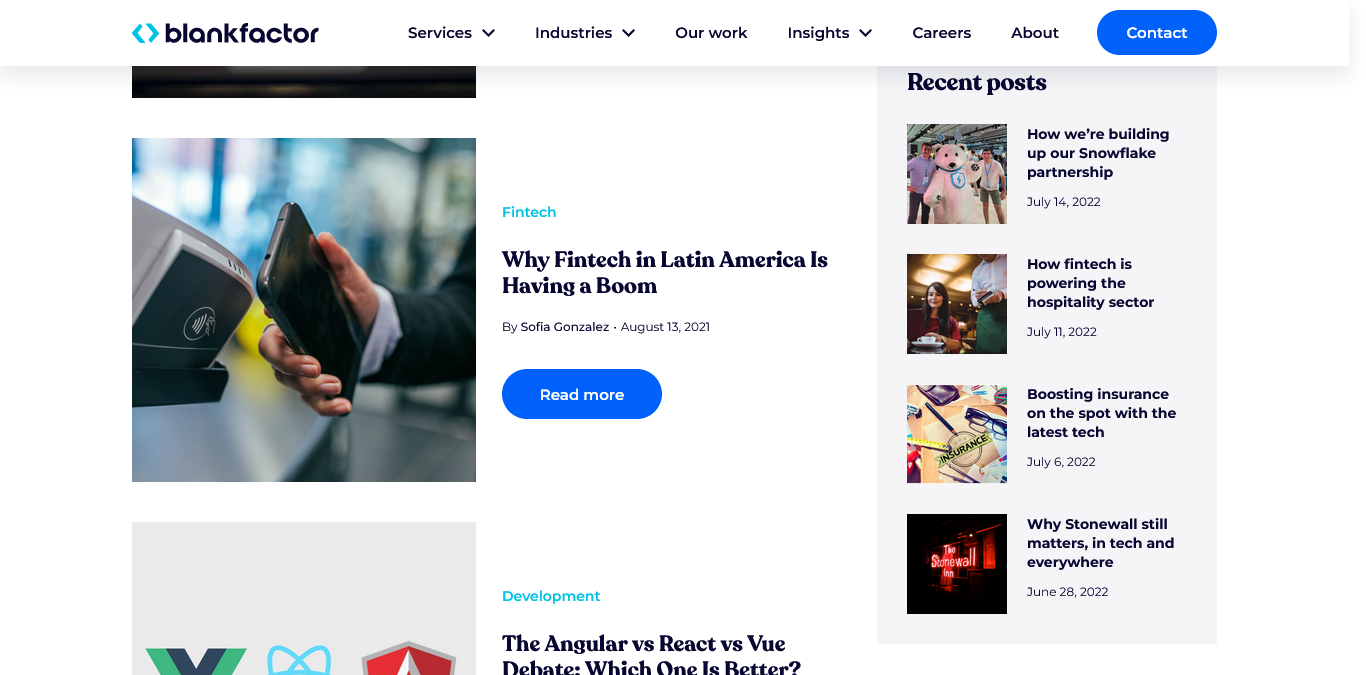 blankfactor
Services
Industries
Our work
Insights
Careers
About
Contact
Fintech
Why Fintech in Latin America Is
Having a Boom
By Sofia Gonzalez · August 13, 2021
Read more
Development
The Angular vs React vs Vue
Debate: Which One Is Better?
Recent posts
How we’re building
up our Snowflake
partnership
July 14, 2022
How fintech is
powering the
hospitality sector
July 11, 2022
Boosting insurance
on the spot with the
latest tech
July 6, 2022
INSURANCE
Why Stonewall still
matters, in tech and
everywhere
June 28, 2022
The
Stonewall
Inn